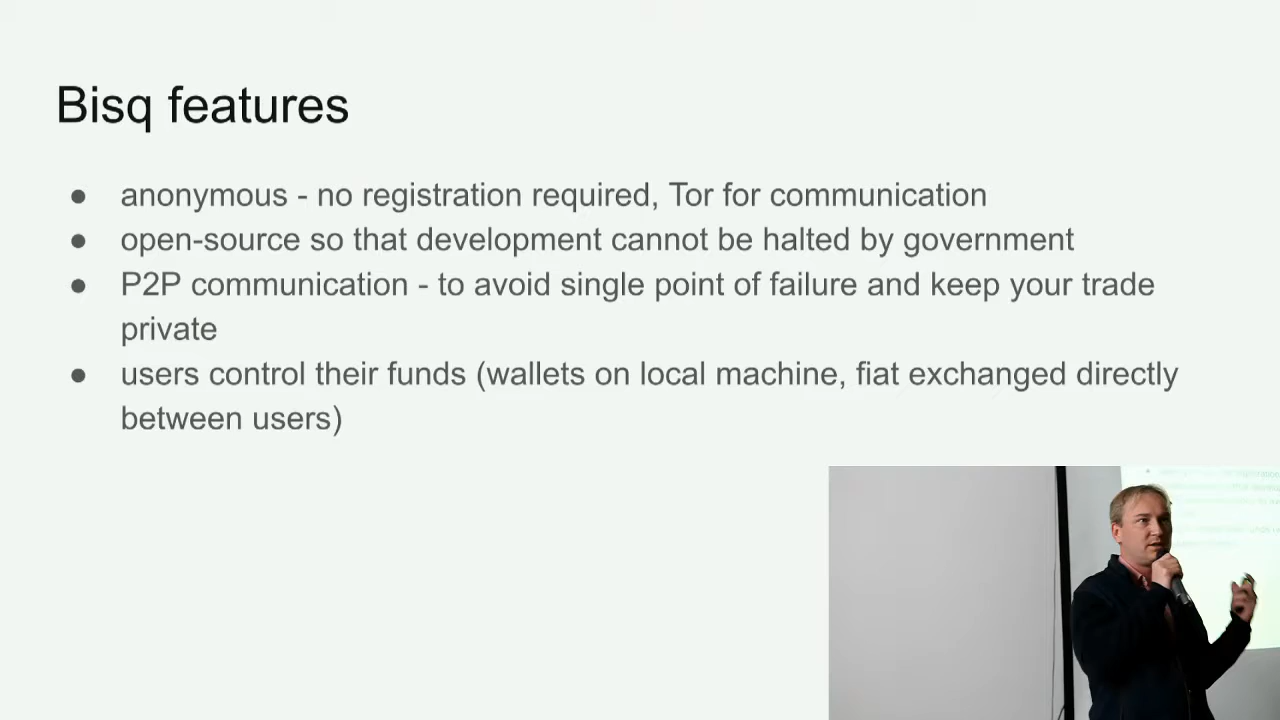 Bisq features
● anonymous - no registration required, Tor for communication
● open-source so that development cannot be halted by government
● P2P communication - to avoid single point of failure and keep your trade
private
● users control their funds (wallets on local machine, fiat exchanged directly
between users)